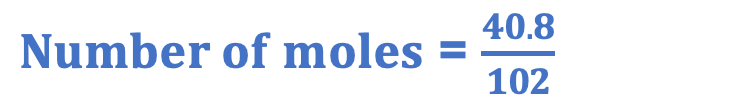 Number of moles = 40.8
102